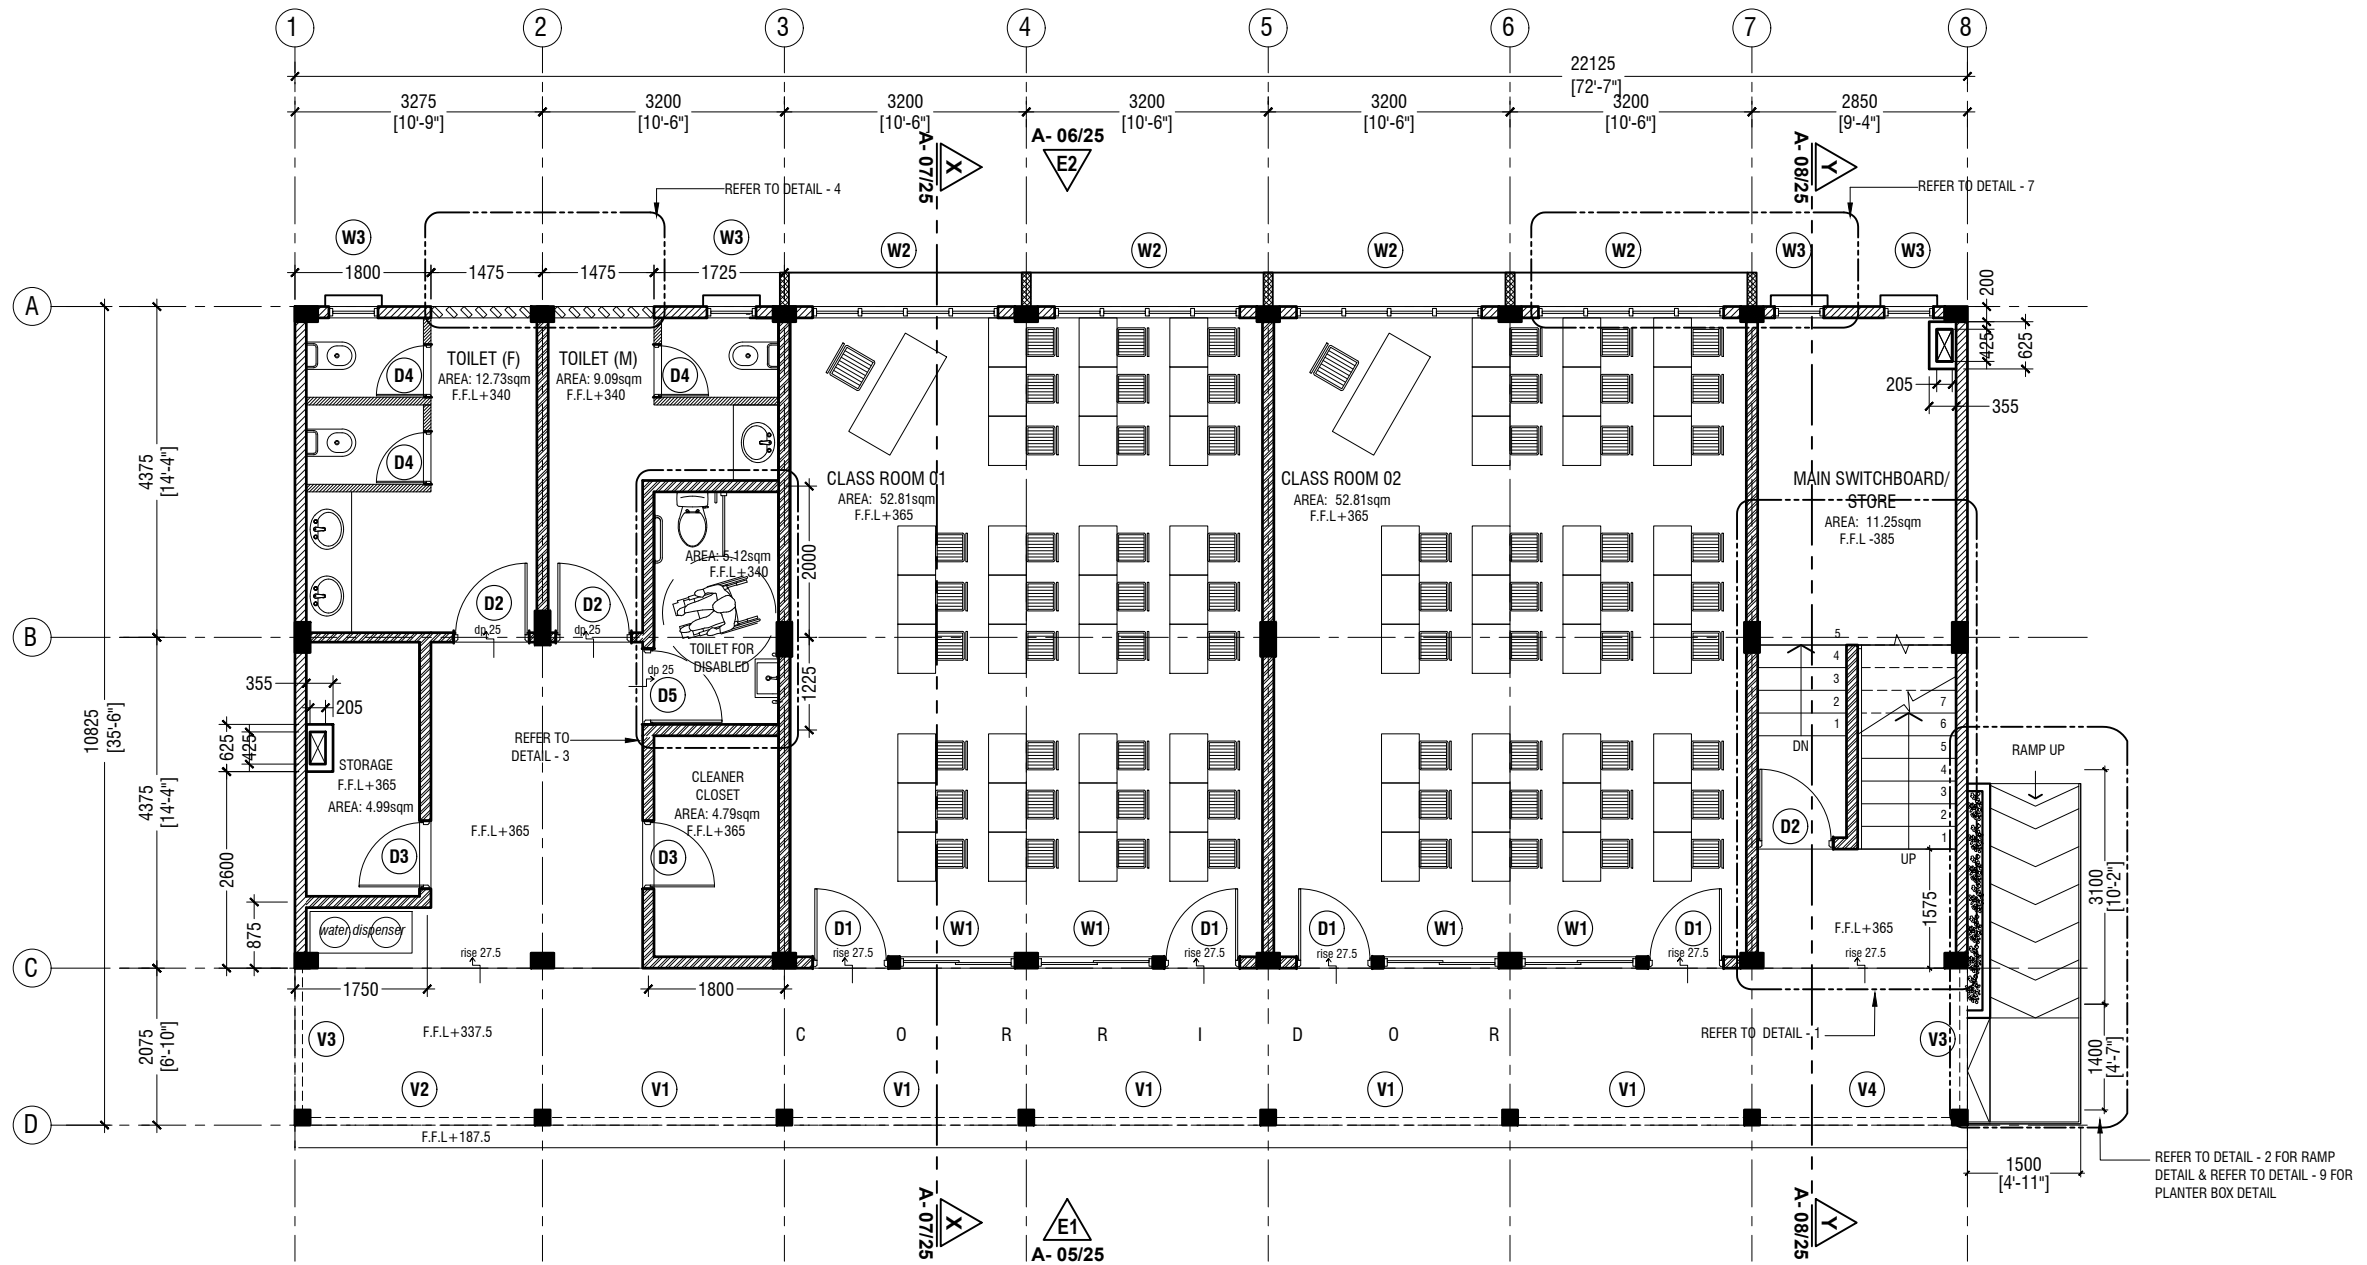 1 2 3 4 5 6 7 8
22125
[72'-7"]
3275 3200 3200 3200 3200 3200 2850
[10'-9"] [10'-6"] [10'-6"] [10'-6"] [10'-6"] [10'-6"] [9'-4"]
A- 07/25
X
A- 06/25
E2
A- 08/25
Y
REFER TO DETAIL - 4
REFER TO DETAIL - 7
W3 W3 W2 W2 W2 W2 W3 W3
1800 1475 1475 1725
200
A
425
625
205
355
TOILET (F)
AREA: 12.73sqm
F.F.L+340
TOILET (M)
AREA: 9.09sqm
F.F.L+340
D4
D4
D4
4375
[14'-4"]
CLASS ROOM 01
AREA: 52.81sqm
F.F.L+365
CLASS ROOM 02
AREA: 52.81sqm
F.F.L+365
MAIN SWITCHBOARD/
STORE
AREA: 11.25sqm
F.F.L -385
AREA: 5.12sqm
F.F.L+340
2000
D2 D2
dp 25 dp 25
B
TOILET FOR
DISABLED
dp 25
D5
1225
5
4
3
2
1
DN
7
6
5
4
3
2
1
UP
D2
10825
[35'-6"]
355
205
625
425
STORAGE
F.F.L+365
AREA: 4.99sqm
REFER TO
DETAIL - 3
CLEANER
CLOSET
AREA: 4.79sqm
F.F.L+365
F.F.L+365
D3 D3
4375
[14'-4"]
2600
875
RAMP UP
3100
[10'-2"]
1575
water dispenser
D1 W1 W1 D1 D1 W1 W1 D1
F.F.L+365
rise 27.5 rise 27.5 rise 27.5 rise 27.5 rise 27.5 rise 27.5
C
1750 1800
2075
[6'-10"]
V3
F.F.L+337.5
C O R R I D O R
REFER TO DETAIL - 1
V3
1400
[4'-7"]
V2 V1 V1 V1 V1 V1 V4
D
F.F.L+187.5
1500
[4'-11"]
REFER TO DETAIL - 2 FOR RAMP
DETAIL & REFER TO DETAIL - 9 FOR
PLANTER BOX DETAIL
A- 07/25
X
E1
A- 05/25
A- 08/25
Y